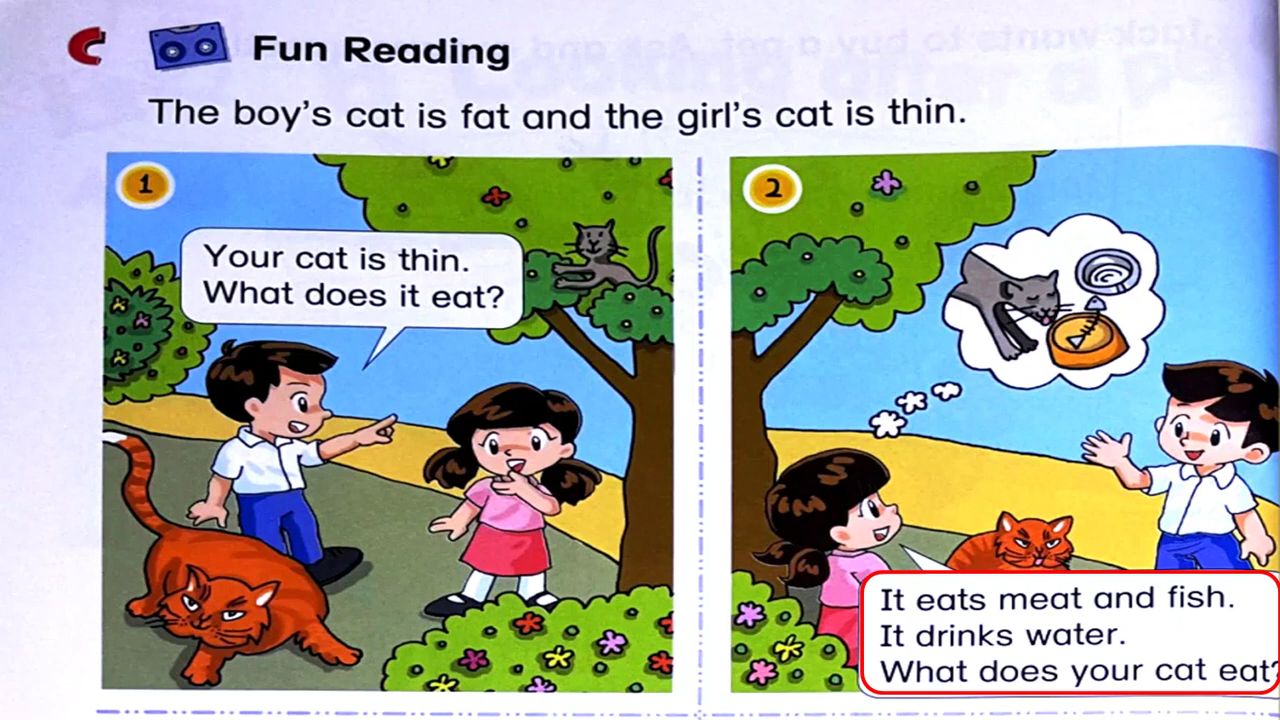 C
Fun Reading
The boy's cat is fat and the girl's cat is thin.
1
Your cat is thin.
What does it eat?
2
It eats meat and fish.
It drinks water.
What does your cat eat?